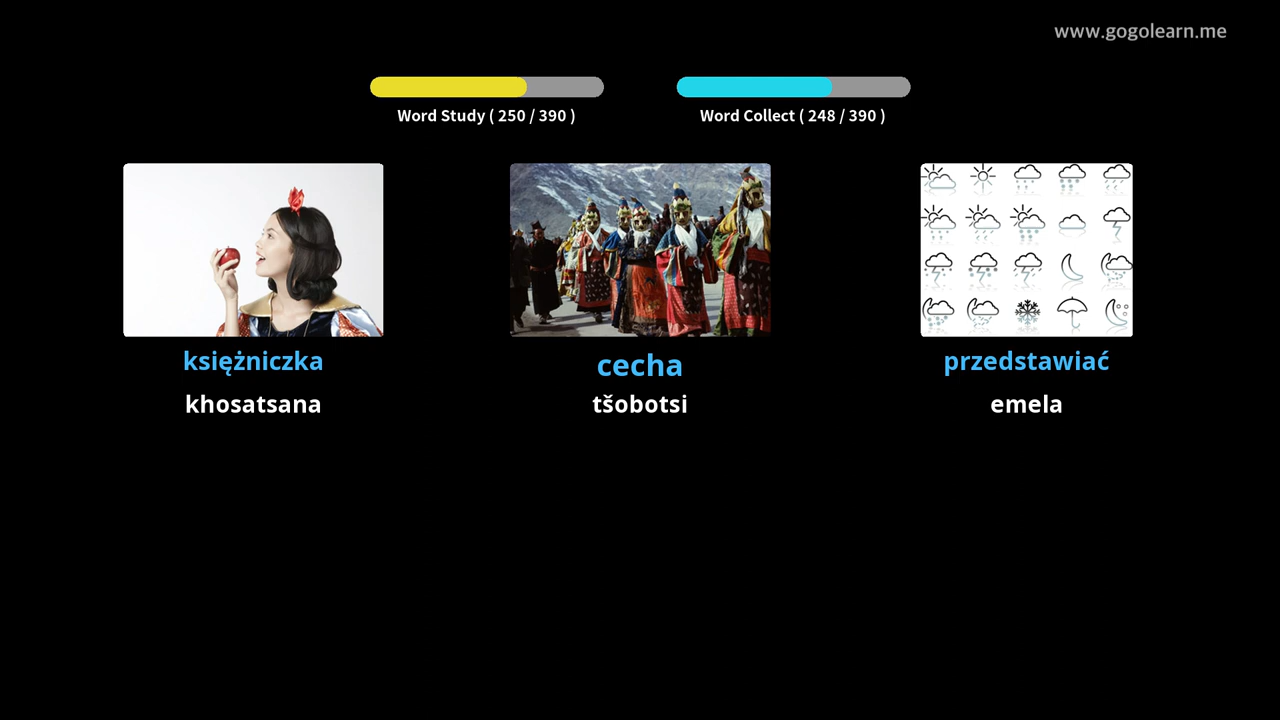 www.gogolearn.me
Word Study ( 250 / 390 )
Word Collect ( 248 / 390 )
księżniczka
cecha
przedstawiać
khosatsana
tšobotsi
emela